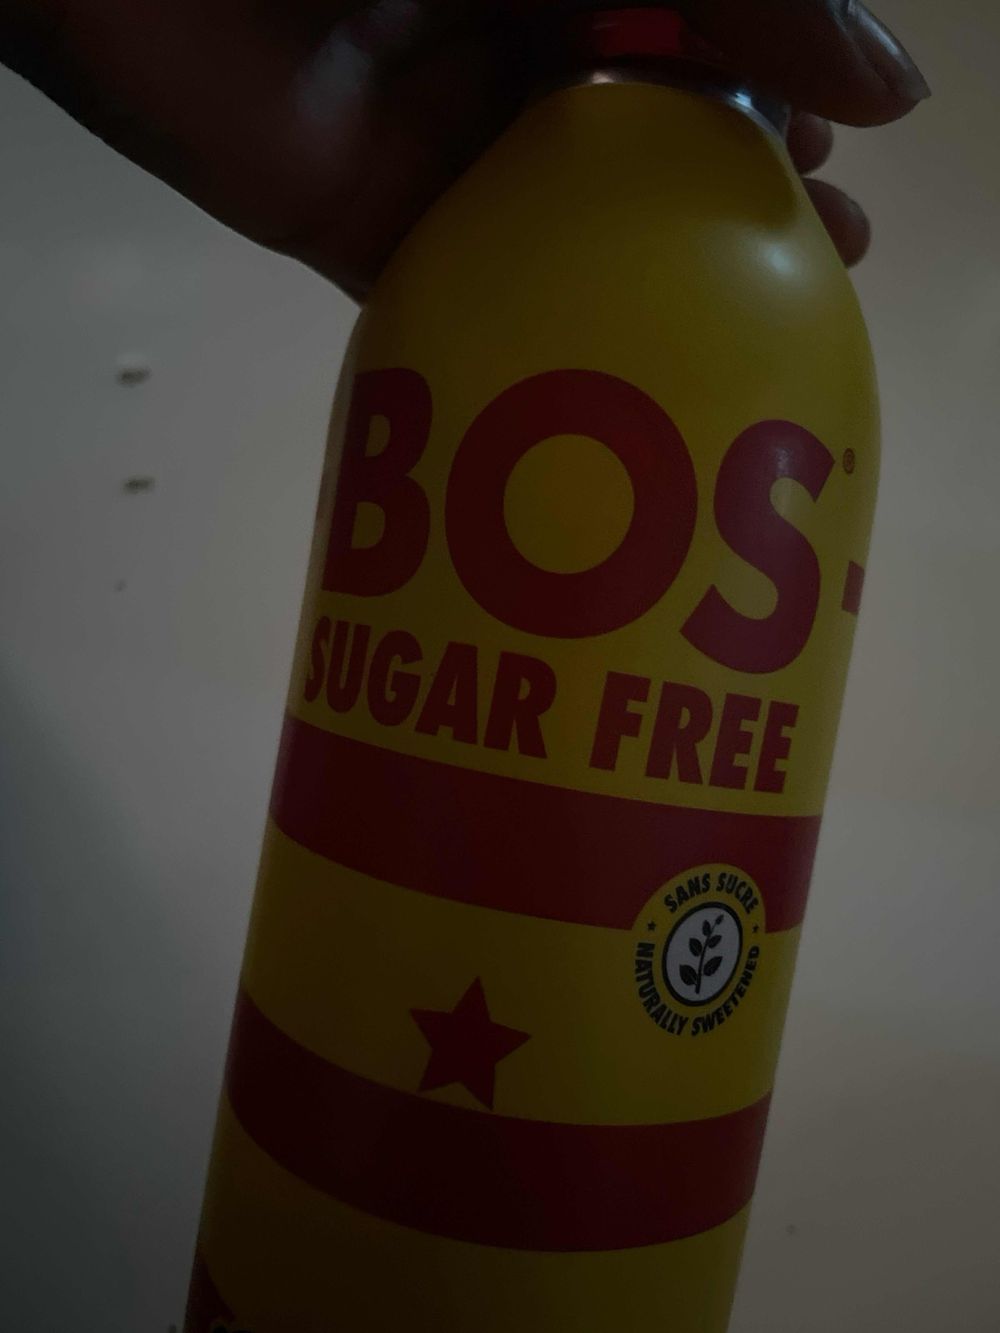 BOS®
SUGAR FREE
SANS SUCRE
NATURALLY SWEETENED